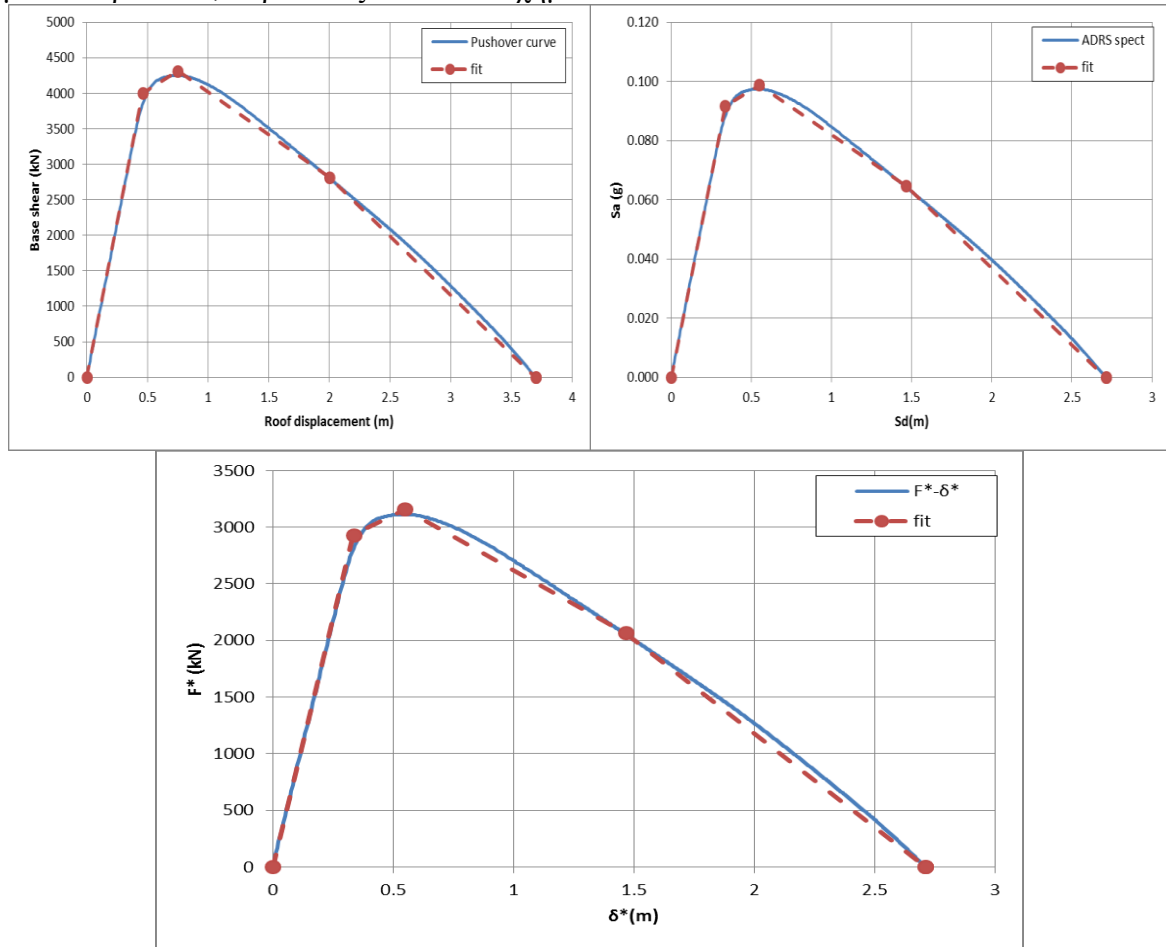 5000
4500
4000
3500
3000
2500
2000
1500
1000
500
0
Base shear (kN)
Pushover curve
fit
0 0.5 1 1.5 2 2.5 3 3.5 4
Roof displacement (m)
0.120
0.100
0.080
0.060
0.040
0.020
0.000
Sa (g)
ADRS spect
fit
0 0.5 1 1.5 2 2.5 3
Sd(m)
3500
3000
2500
2000
1500
1000
500
0
F* (kN)
F*-δ*
fit
0 0.5 1 1.5 2 2.5 3
δ*(m)